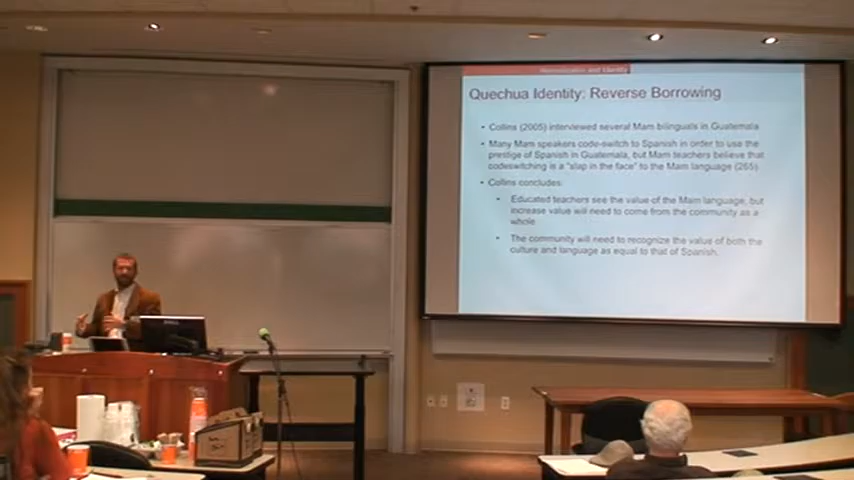 Normalization and Identity
Quechua Identity: Reverse Borrowing
• Collins (2005) interviewed several Mam bilinguals in Guatemala
• Many Mam speakers code-switch to Spanish in order to use the
prestige of Spanish in Guatemala, but Mam teachers believe that
codeswitching is a "slap in the face" to the Mam language (265)
• Collins concludes:
• Educated teachers see the value of the Mam language, but
increase value will need to come from the community as a
whole
• The community will need to recognize the value of both the
culture and language as equal to that of Spanish.